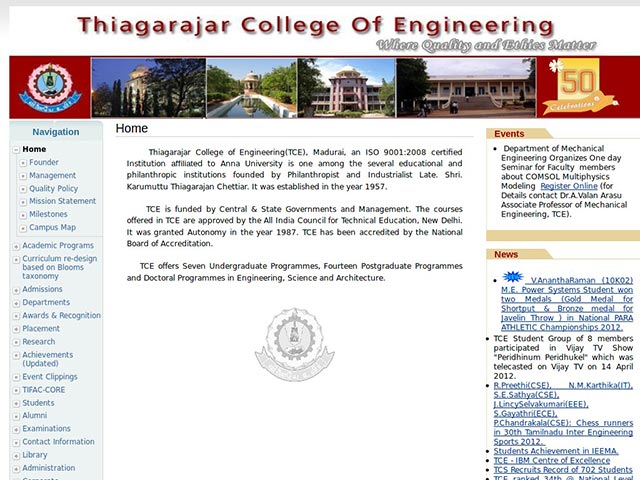 Thiagarajar College Of Engineering
Where Quality and Ethics Matter
50
Celebrations
Navigation
Home
Founder
Management
Quality Policy
Mission Statement
Milestones
Campus Map
Academic Programs
Curriculum re-design
based on Blooms
taxonomy
Admissions
Departments
Awards & Recognition
Placement
Research
Achievements
(Updated)
Event Clippings
TIFAC-CORE
Students
Alumni
Examinations
Contact Information
Library
Administration
Corporate
Home
Thiagarajar College of Engineering(TCE), Madurai, an ISO 9001:2008 certified
Institution affiliated to Anna University is one among the several educational and
philanthropic institutions founded by Philanthropist and Industrialist Late. Shri.
Karumuttu Thiagarajan Chettiar. It was established in the year 1957.
TCE is funded by Central & State Governments and Management. The courses
offered in TCE are approved by the All India Council for Technical Education, New Delhi.
It was granted Autonomy in the year 1987. TCE has been accredited by the National
Board of Accreditation.
TCE offers Seven Undergraduate Programmes, Fourteen Postgraduate Programmes
and Doctoral Programmes in Engineering, Science and Architecture.
Events
Department of Mechanical
Engineering Organizes One day
Seminar for Faculty members
about COMSOL Multiphysics
Modeling Register Online (for
Details contact Dr.A.Valan Arasu
Associate Professor of Mechanical
Engineering, TCE).
News
V.AnanthaRaman (10K02)
M.E. Power Systems Student won
two Medals (Gold Medal for
Shortput & Bronze medal for
Javelin Throw ) in National PARA
ATHLETIC Championships 2012.
TCE Student Group of 8 members
participated in Vijay TV Show
"Peridhinum Peridhukel" which was
telecasted on Vijay TV on 14 April
2012.
R.Preethi(CSE), N.M.Karthika(IT),
S.E.Sathya(CSE),
J.LincySelvakumari(EEE),
S.Gayathri(ECE),
P.Chandrakala(CSE): Chess runners
in 30th Tamilnadu Inter Engineering
Sports 2012.
Students Achievement in IEEMA.
TCE - IBM Centre of Excellence
TCS Recruits Record of 702 Students
TCE ranked 34th @ National Level